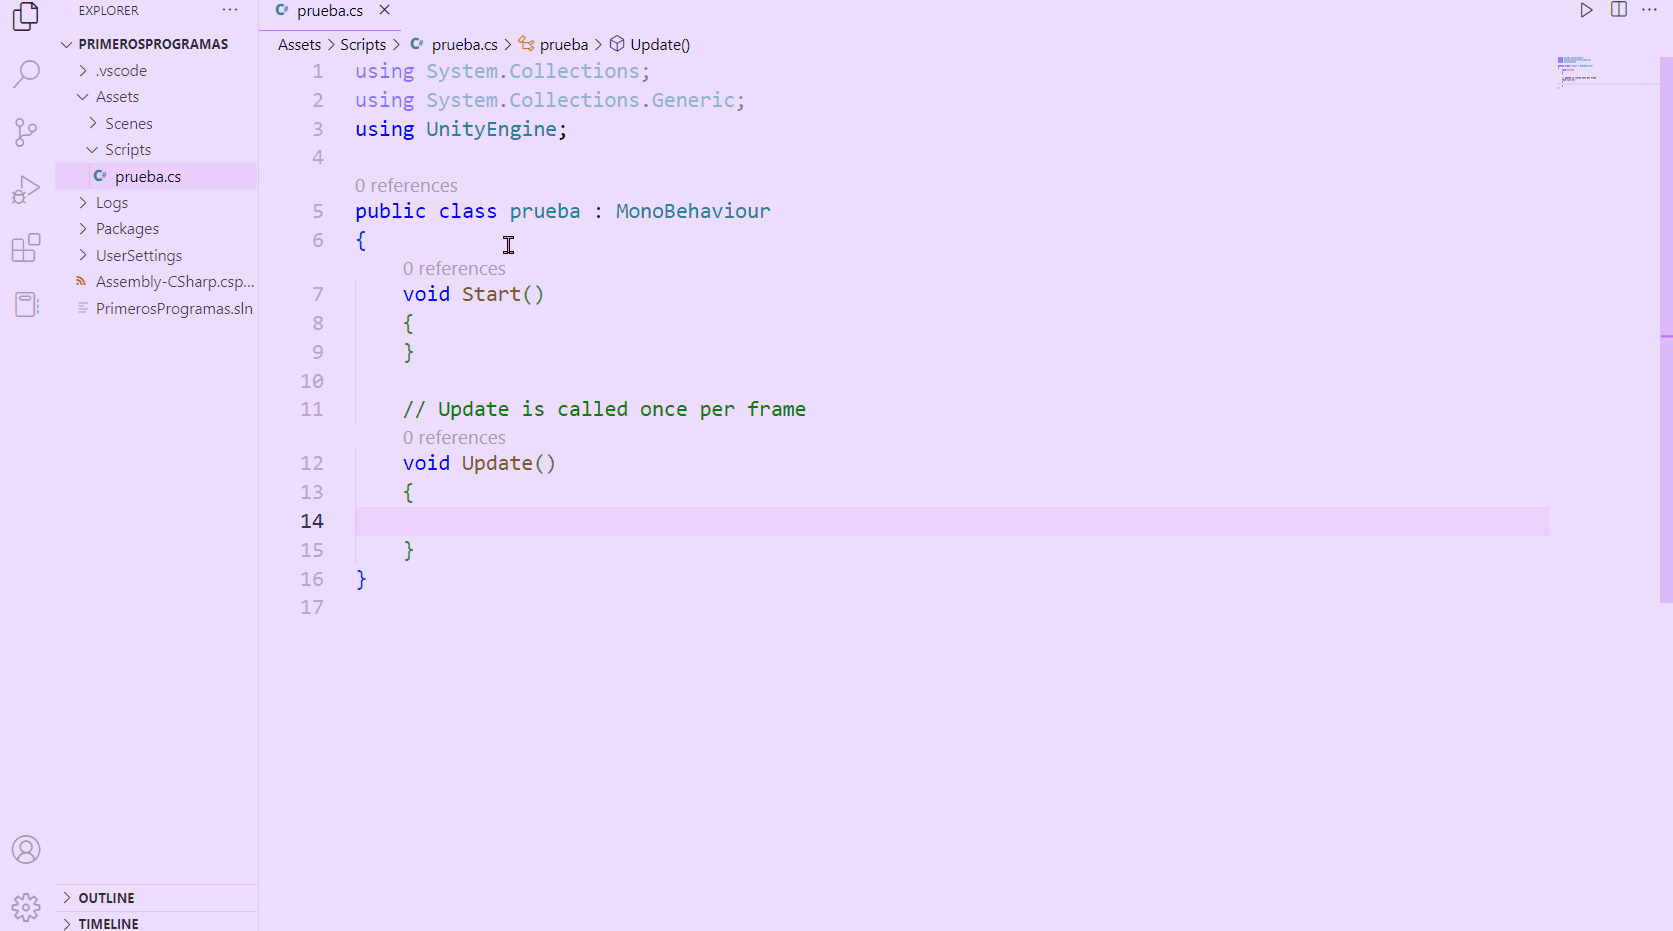 EXPLORER
PRIMEROSPROGRAMAS
.vscode
Assets
Scenes
Scripts
C# prueba.cs
Logs
Packages
UserSettings
Assembly-CSharp.csp...
PrimerosProgramas.sln
OUTLINE
TIMELINE
C# prueba.cs
Assets > Scripts > C# prueba.cs > prueba > Update()
1 using System.Collections;
2 using System.Collections.Generic;
3 using UnityEngine;
4
0 references
5 public class prueba : MonoBehaviour
6 {
0 references
7 void Start()
8 {
9 }
10
11 // Update is called once per frame
0 references
12 void Update()
13 {
14
15 }
16 }
17